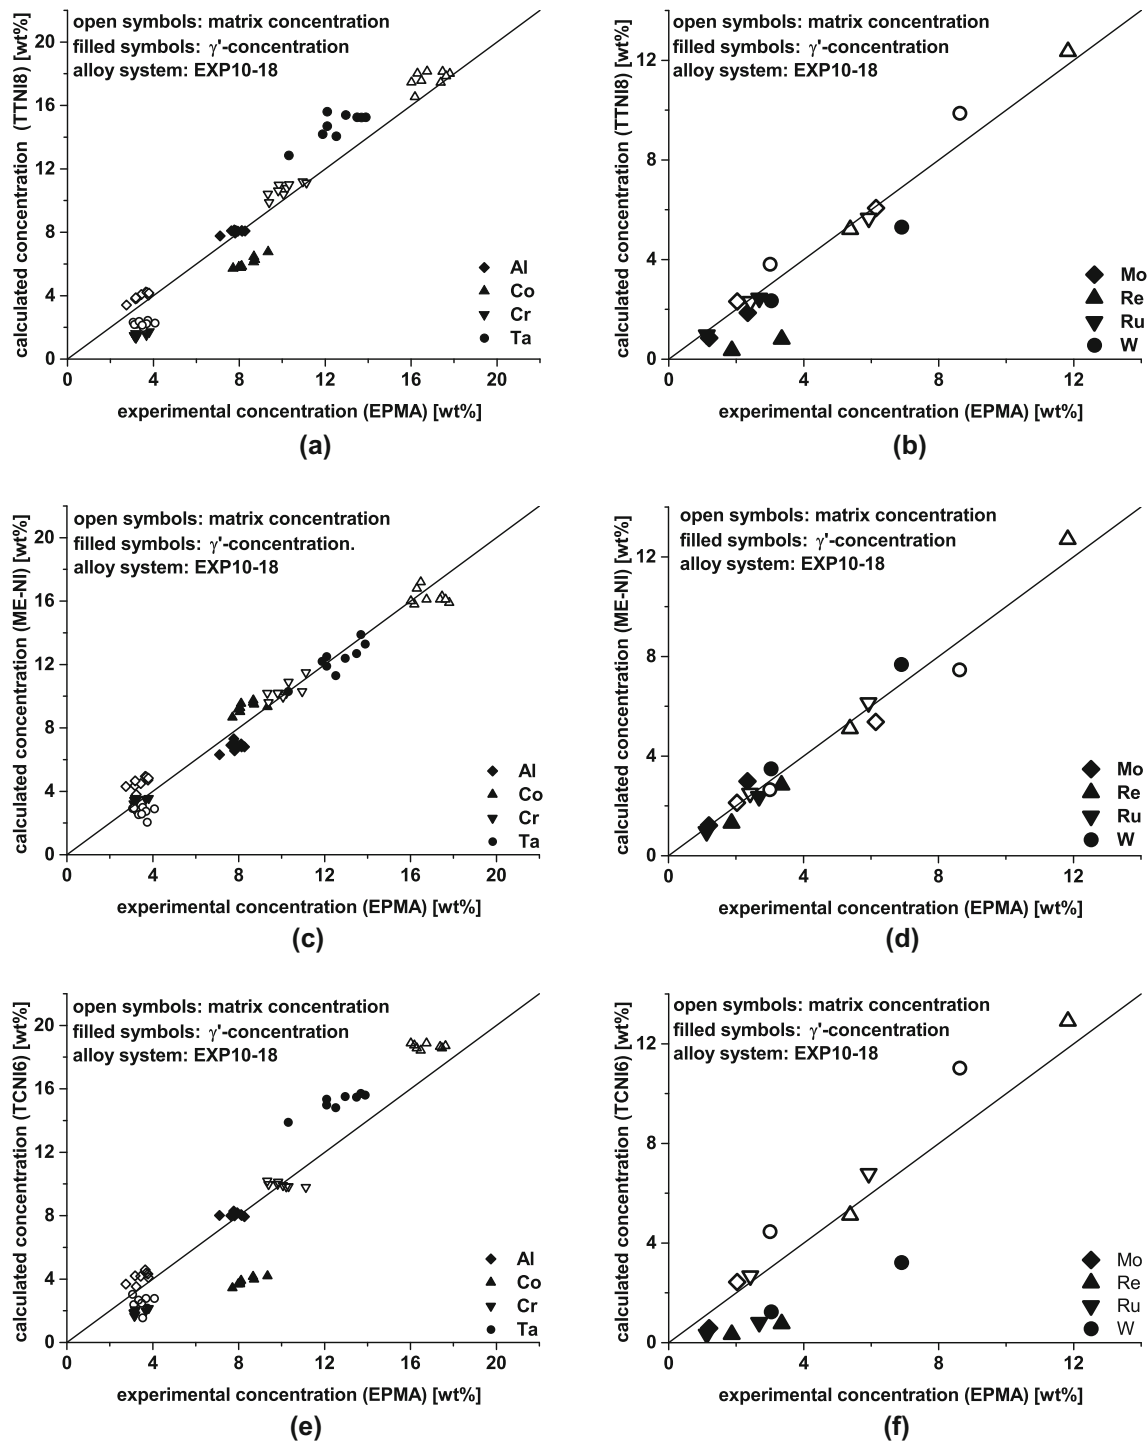 open symbols: matrix concentration
filled symbols: γ'-concentration
alloy system: EXP10-18
calculated concentration (TTNI8) [wt%]
20
16
12
8
4
0
0 4 8 12 16 20
Al
Co
Cr
Ta
experimental concentration (EPMA) [wt%]
(a)
open symbols: matrix concentration
filled symbols: γ'-concentration
alloy system: EXP10-18
calculated concentration (TTNI8) [wt%]
12
8
4
0
0 4 8 12
Mo
Re
Ru
W
experimental concentration (EPMA) [wt%]
(b)
open symbols: matrix concentration
filled symbols: γ'-concentration.
alloy system: EXP10-18
calculated concentration (ME-NI) [wt%]
20
16
12
8
4
0
0 4 8 12 16 20
Al
Co
Cr
Ta
experimental concentration (EPMA) [wt%]
(c)
open symbols: matrix concentration
filled symbols: γ'-concentration
alloy system: EXP10-18
calculated concentration (ME-NI) [wt%]
12
8
4
0
0 4 8 12
Mo
Re
Ru
W
experimental concentration (EPMA) [wt%]
(d)
open symbols: matrix concentration
filled symbols: γ'-concentration
alloy system: EXP10-18
calculated concentration (TCNI6) [wt%]
20
16
12
8
4
0
0 4 8 12 16 20
Al
Co
Cr
Ta
experimental concentration (EPMA) [wt%]
(e)
open symbols: matrix concentration
filled symbols: γ'-concentration
alloy system: EXP10-18
calculated concentration (TCNI6) [wt%]
12
8
4
0
0 4 8 12
Mo
Re
Ru
W
experimental concentration (EPMA) [wt%]
(f)